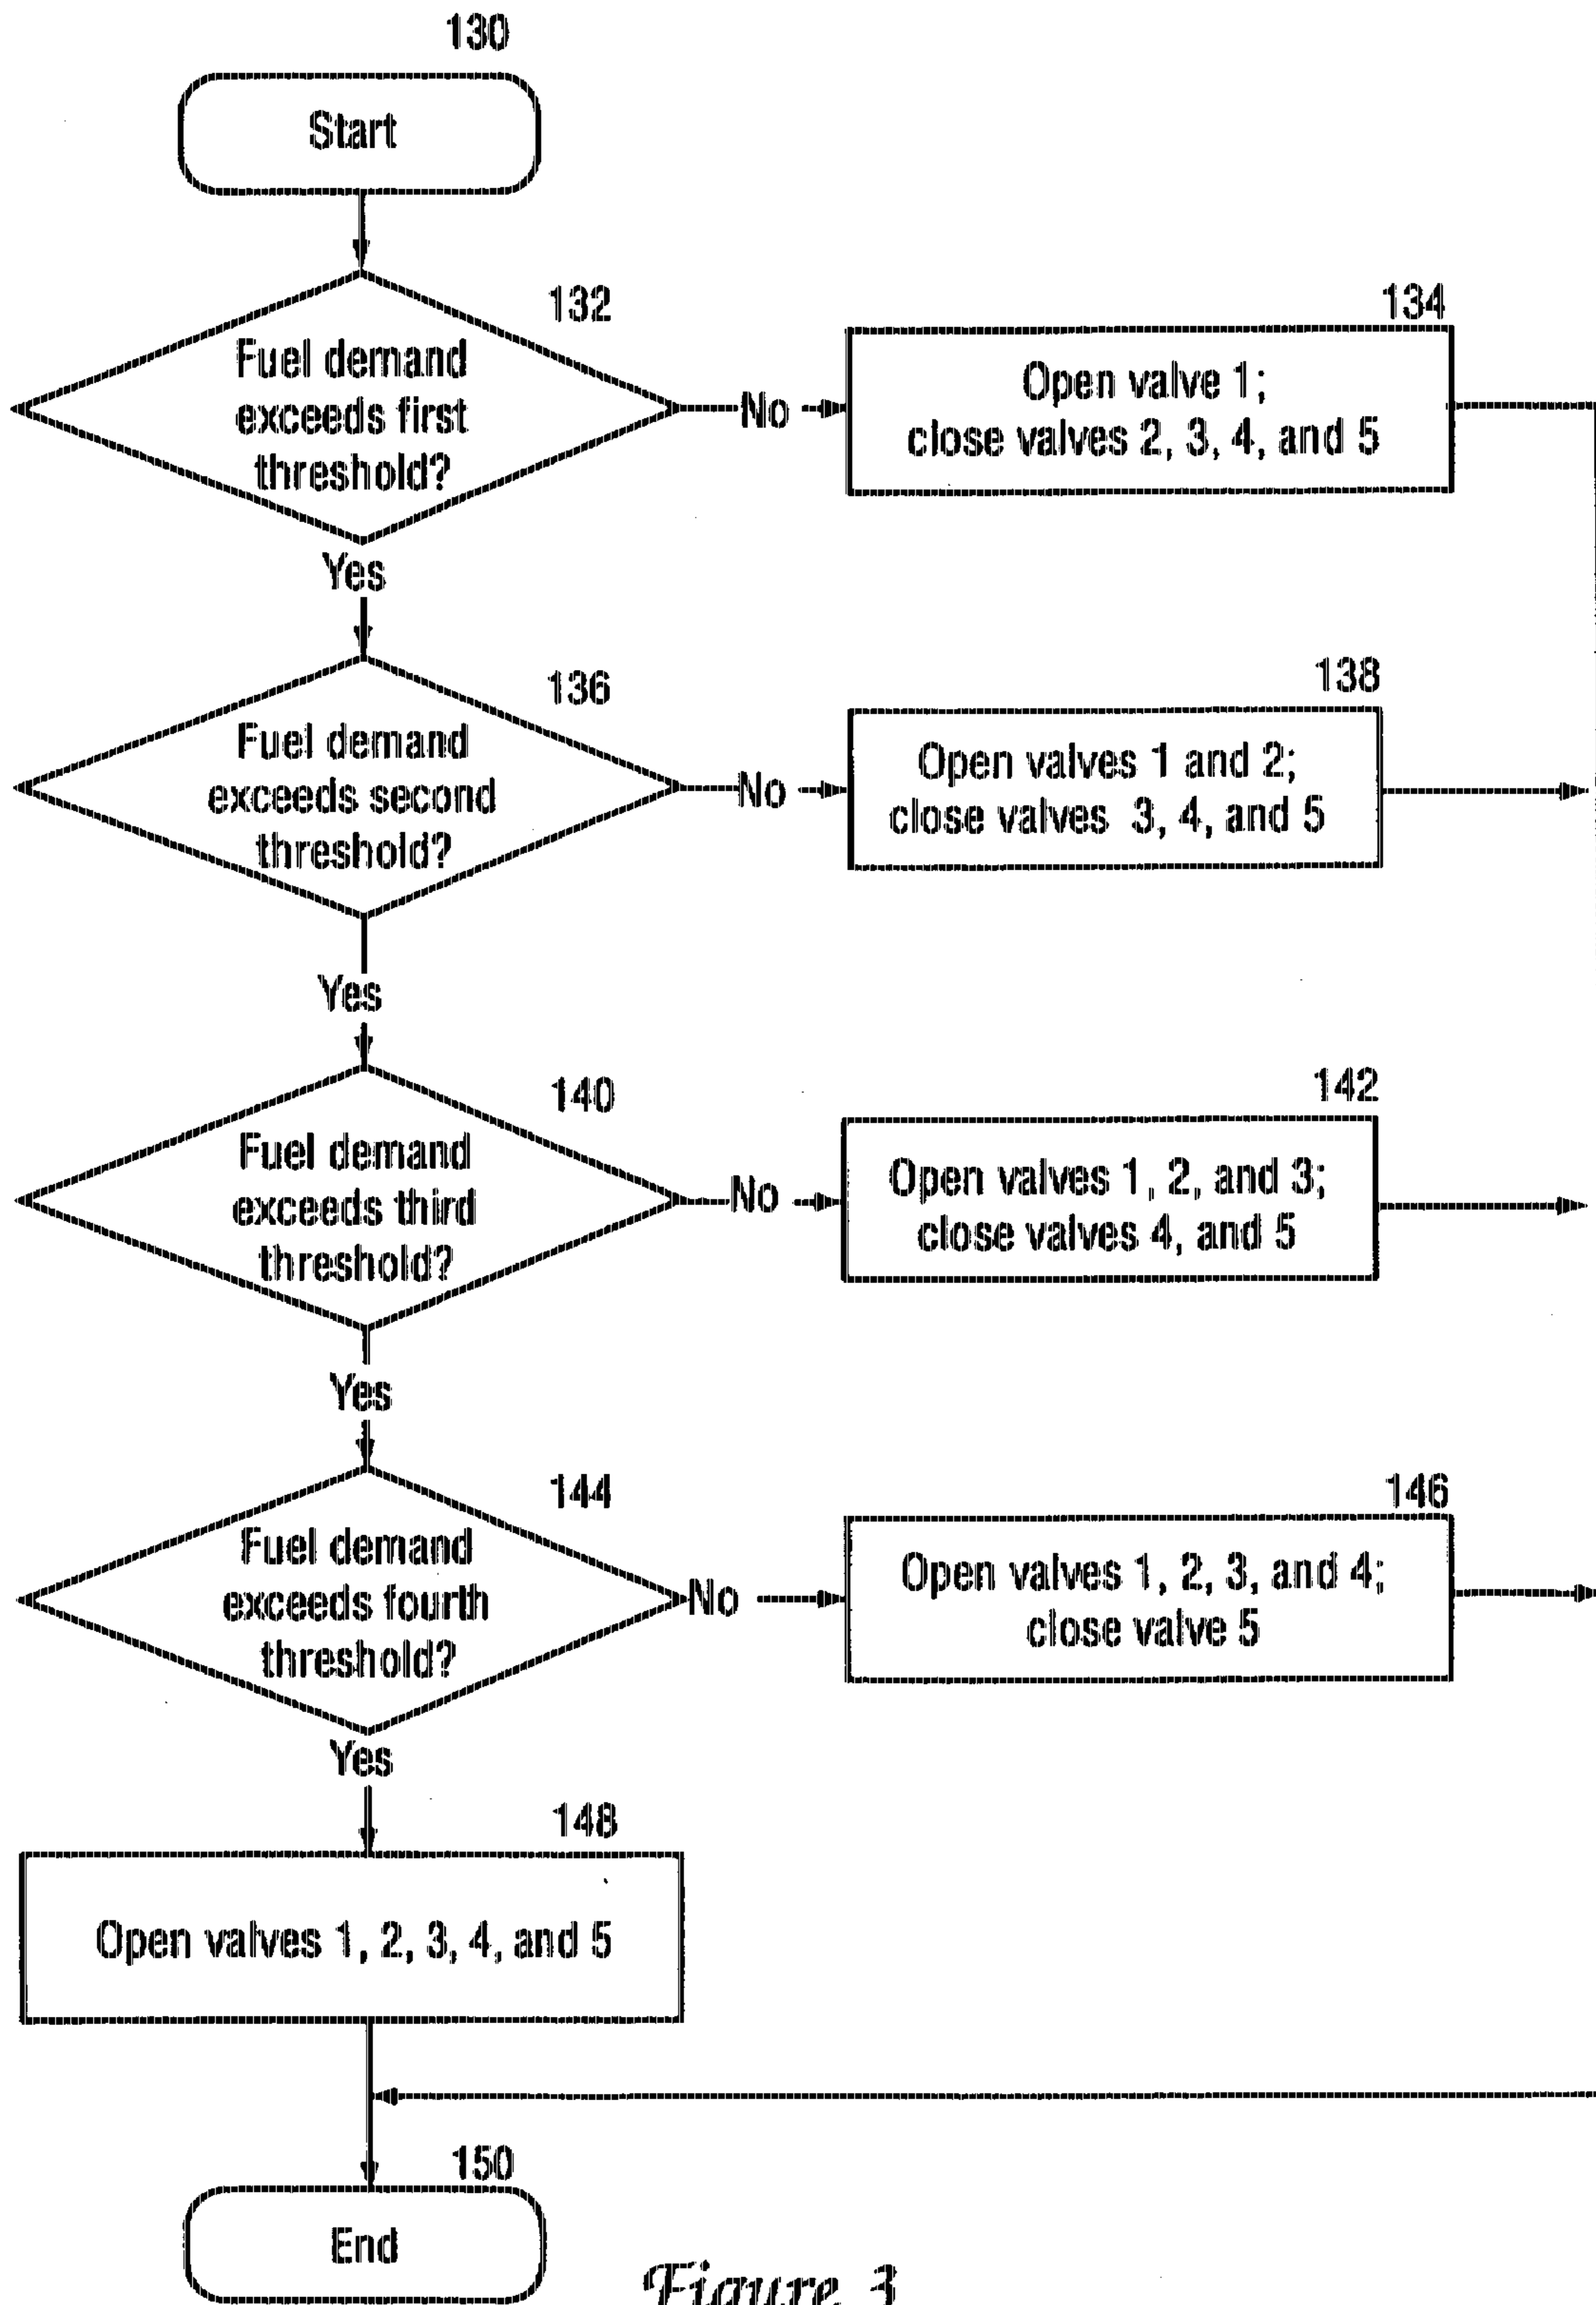 130
Start
132
Fuel demand
exceeds first
threshold?
No
134
Open valve 1;
close valves 2, 3, 4, and 5
Yes
136
Fuel demand
exceeds second
threshold?
No
138
Open valves 1 and 2;
close valves 3, 4, and 5
Yes
140
Fuel demand
exceeds third
threshold?
No
142
Open valves 1, 2, and 3;
close valves 4, and 5
Yes
144
Fuel demand
exceeds fourth
threshold?
No
146
Open valves 1, 2, 3, and 4;
close valve 5
Yes
148
Open valves 1, 2, 3, 4, and 5
150
End
Figure 3